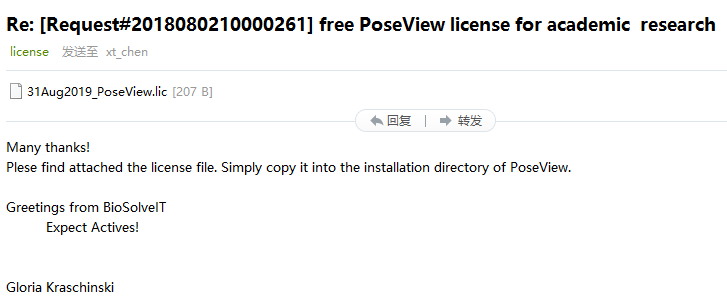 Re: [Request#2018080210000261] free PoseView license for academic  research
license 发送至 xt_chen
31Aug2019_PoseView.lic [207 B]
回复 | 转发
Many thanks!
Plese find attached the license file. Simply copy it into the installation directory of PoseView.
Greetings from BioSolveIT
Expect Actives!
Gloria Kraschinski